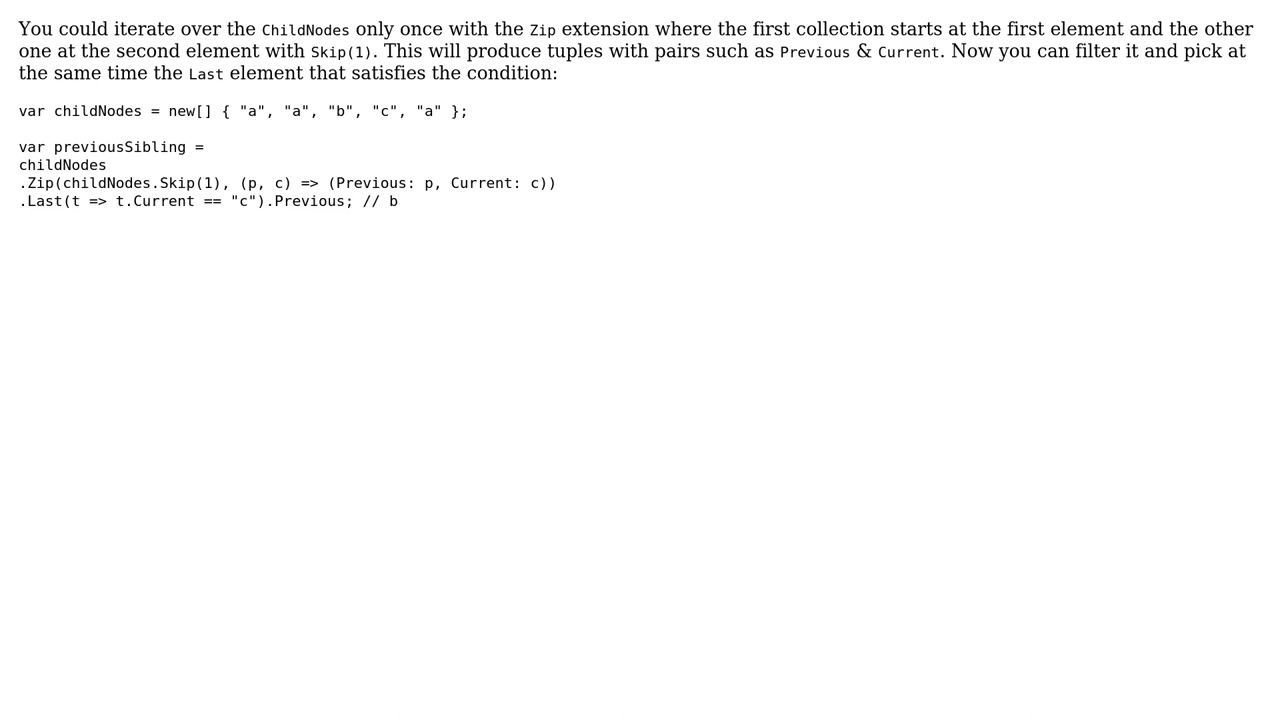 You could iterate over the ChildNodes only once with the Zip extension where the first collection starts at the first element and the other
one at the second element with Skip(1). This will produce tuples with pairs such as Previous & Current. Now you can filter it and pick at
the same time the Last element that satisfies the condition:
var childNodes = new[] { "a", "a", "b", "c", "a" };
var previousSibling =
childNodes
.Zip(childNodes.Skip(1), (p, c) => (Previous: p, Current: c))
.Last(t => t.Current == "c").Previous; // b